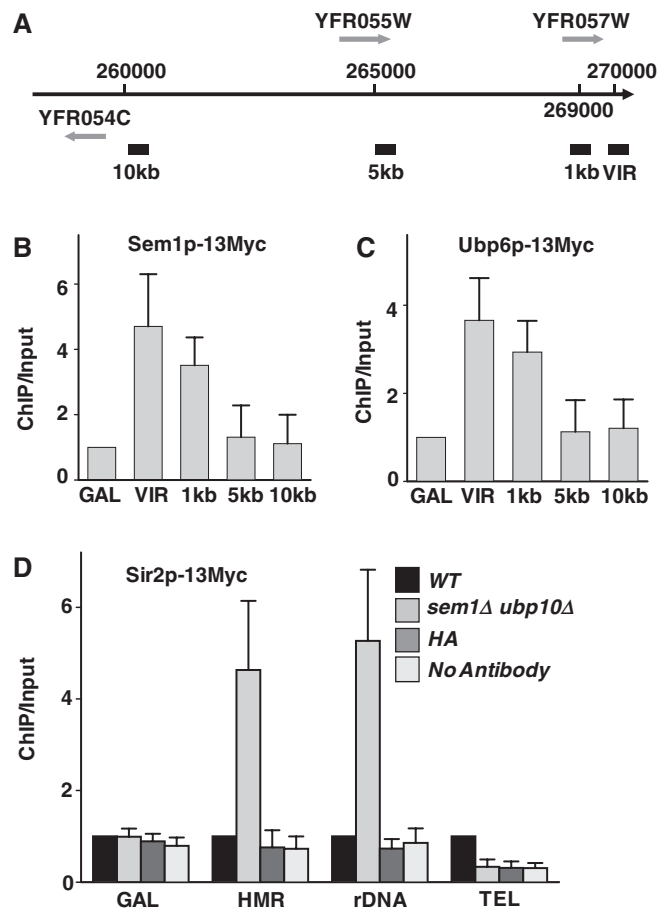 A
YFR055W YFR057W
260000 265000 270000
269000
YFR054C
10kb 5kb 1kb VIR
B
Sem1p-13Myc
ChIP/Input
6
4
2
0
GAL VIR 1kb 5kb 10kb
C
Ubp6p-13Myc
ChIP/Input
4
2
0
GAL VIR 1kb 5kb 10kb
D
Sir2p-13Myc
WT
sem1Δ ubp10Δ
HA
No Antibody
ChIP/Input
6
4
2
0
GAL HMR rDNA TEL